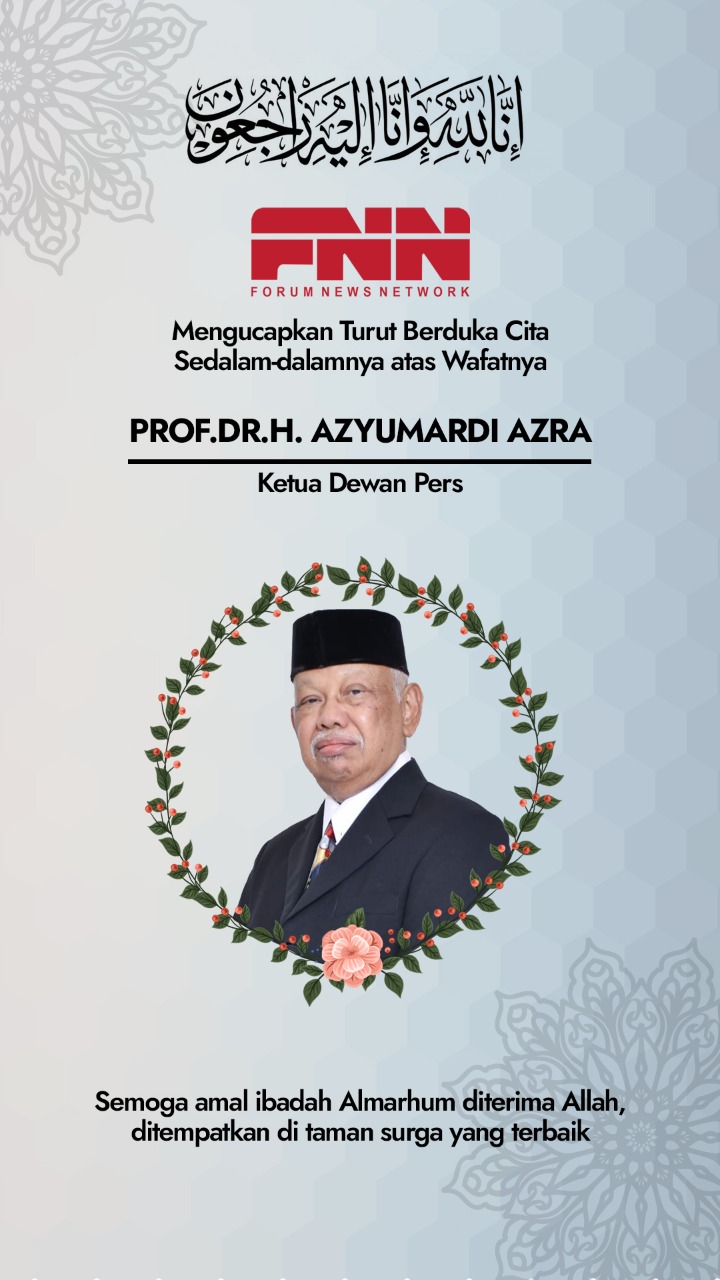 إِنَّا لِلَّٰهِ وَإِنَّا إِلَيْهِ رَاجِعُونَ
FNN
FORUM NEWS NETWORK
Mengucapkan Turut Berduka Cita
Sedalam-dalamnya atas Wafatnya
PROF.DR.H. AZYUMARDI AZRA
Ketua Dewan Pers
Semoga amal ibadah Almarhum diterima Allah,
ditempatkan di taman surga yang terbaik